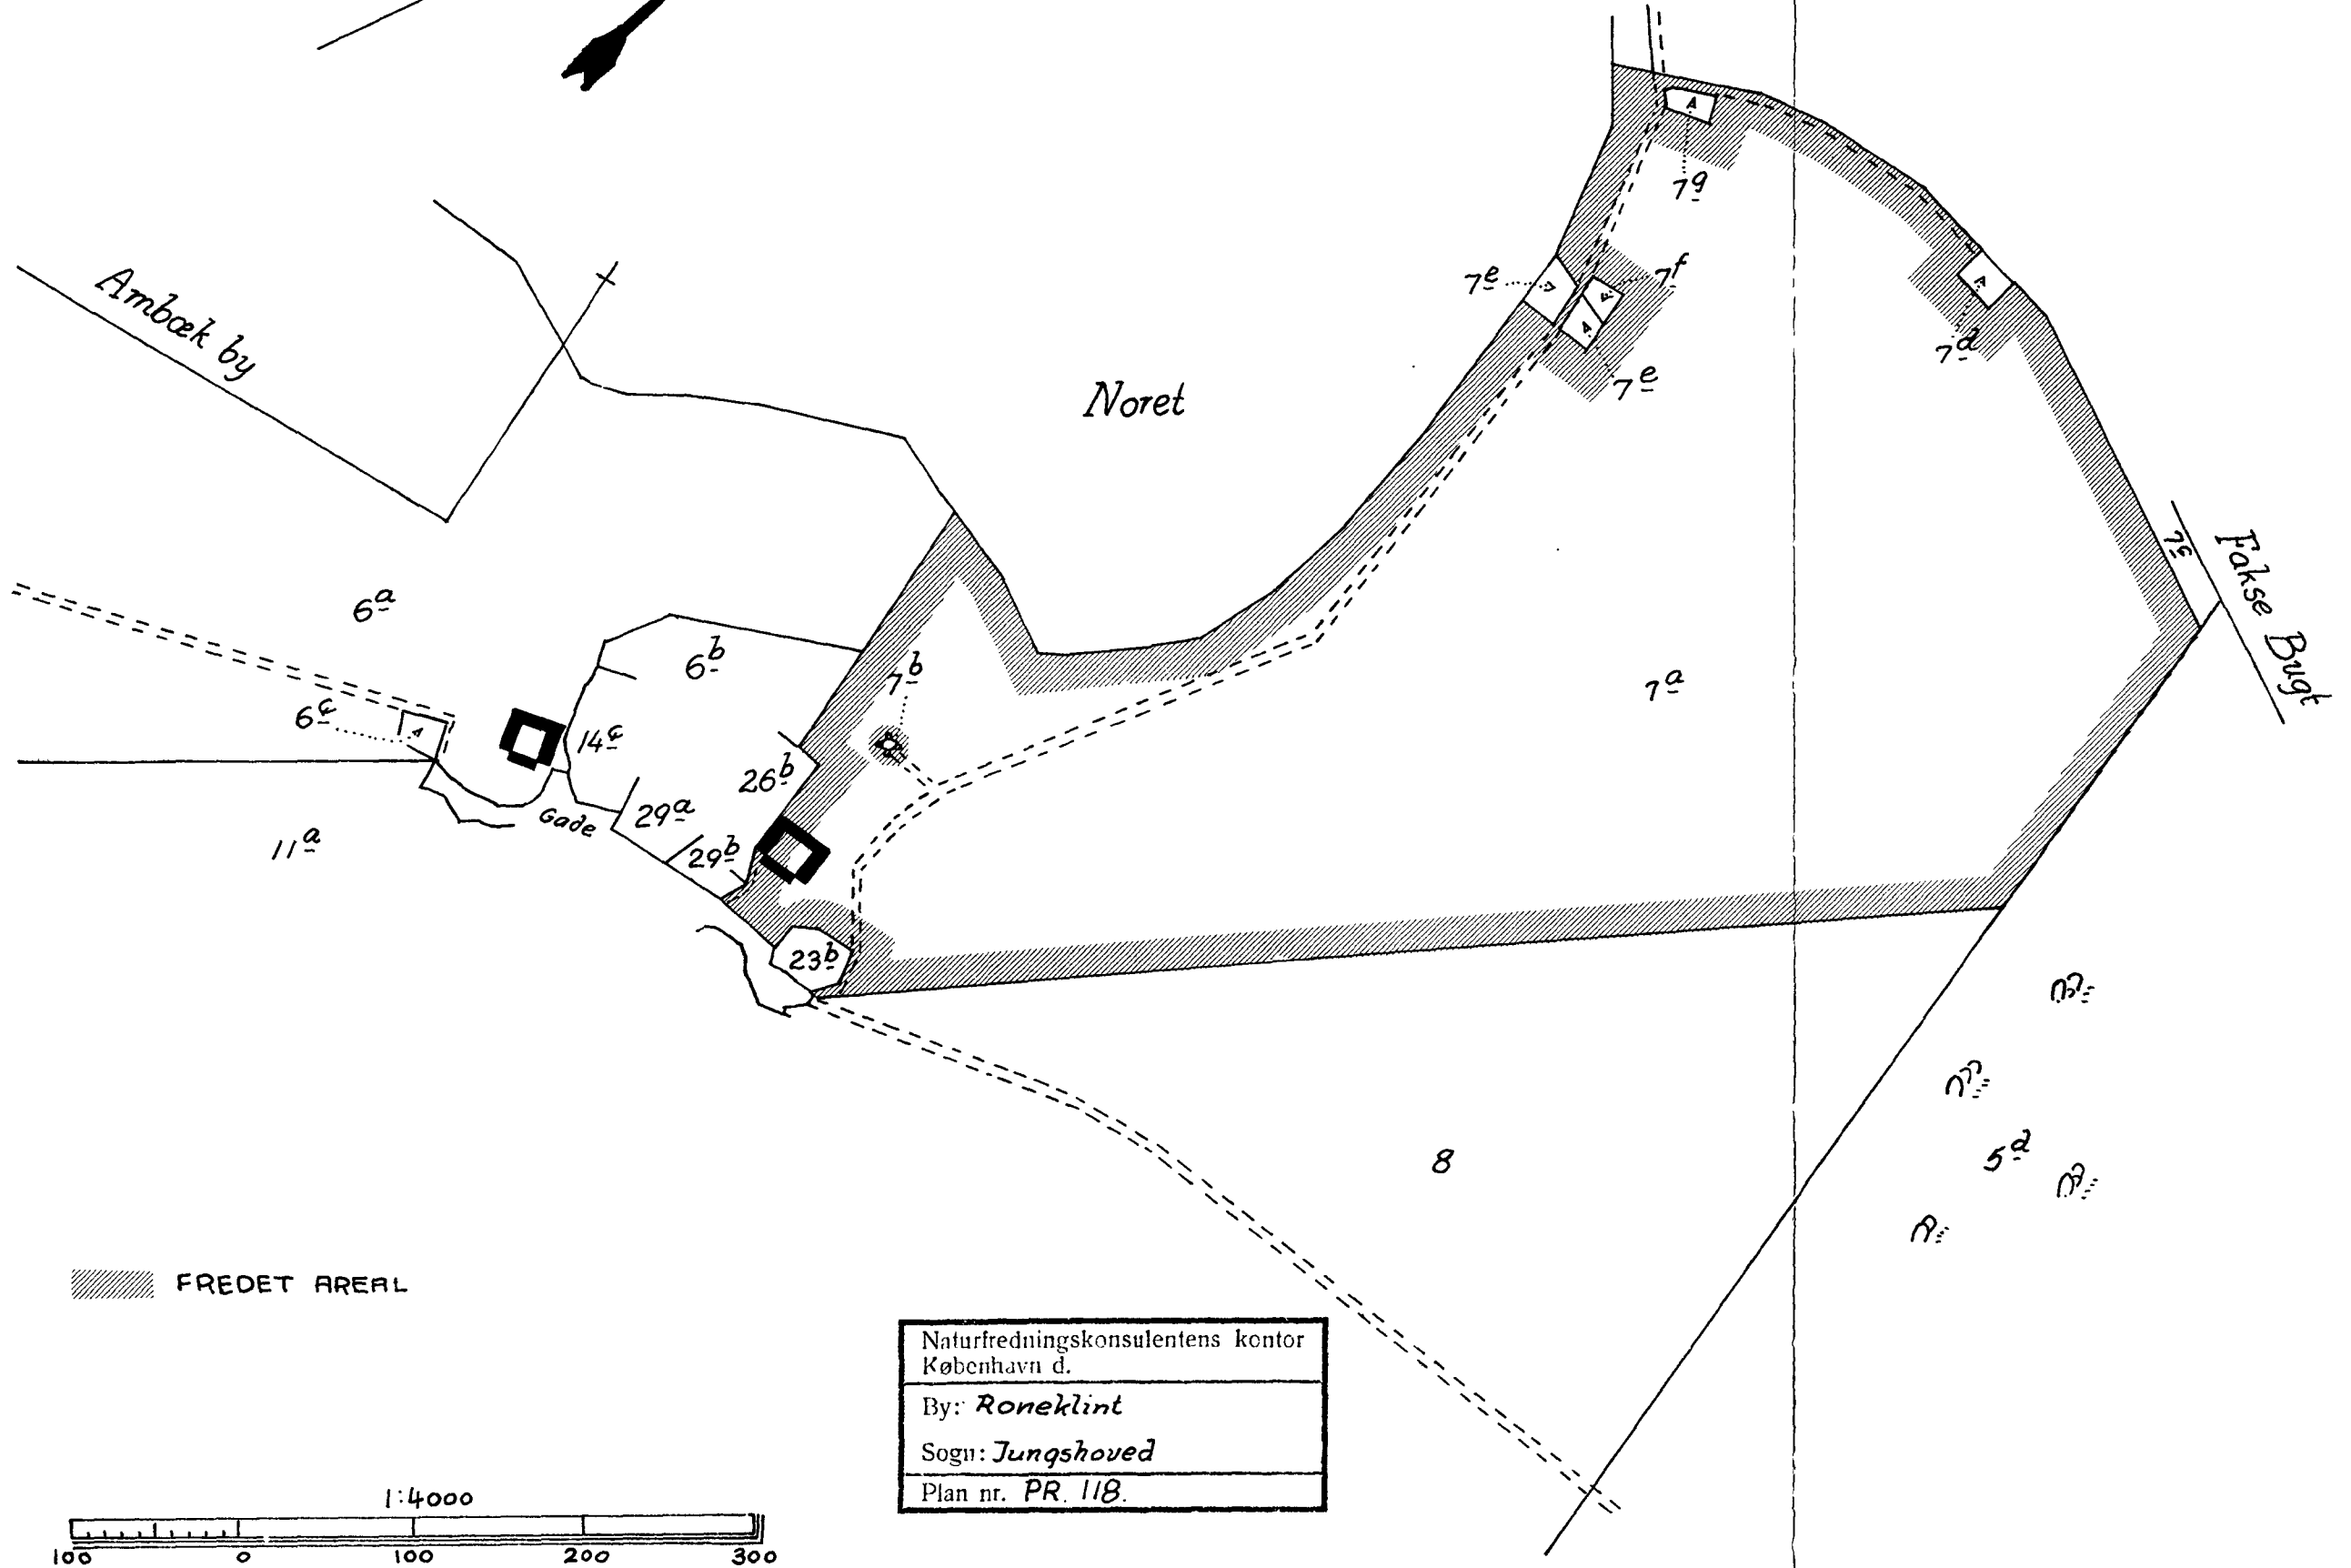 Ambæk by
Noret
7g
7e
7f
7e
7d
7c
Fakse Bugt
6a
6b
7b
7a
6c
14c
26b
29a
Gade
29b
11a
23b
8
5d
FREDET AREAL
Naturfredningskonsulentens kontor
København d.
By: Roneklint
Sogn: Jungshoved
Plan nr. PR. 118.
1:4000
100 0 100 200 300